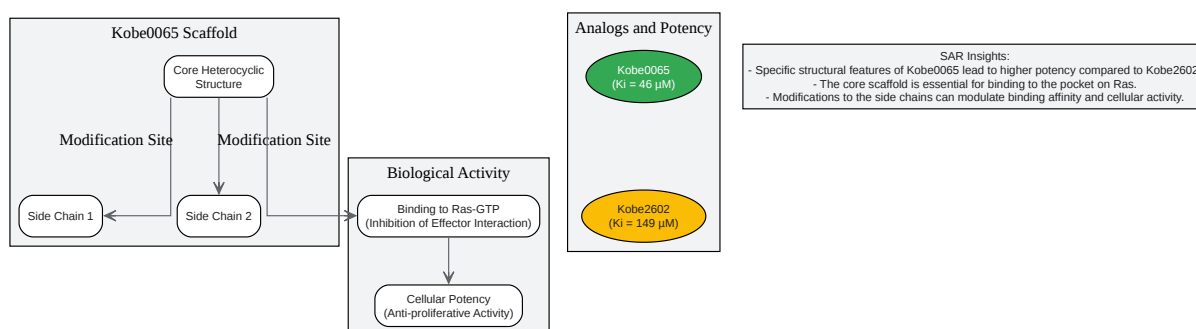 Kobe0065 Scaffold
Core Heterocyclic
Structure
Modification Site
Modification Site
Side Chain 1
Side Chain 2
Biological Activity
Binding to Ras-GTP
(Inhibition of Effector Interaction)
Cellular Potency
(Anti-proliferative Activity)
Analogs and Potency
Kobe0065
(Ki = 46 µM)
Kobe2602
(Ki = 149 µM)
SAR Insights:
- Specific structural features of Kobe0065 lead to higher potency compared to Kobe2602.
- The core scaffold is essential for binding to the pocket on Ras.
- Modifications to the side chains can modulate binding affinity and cellular activity.